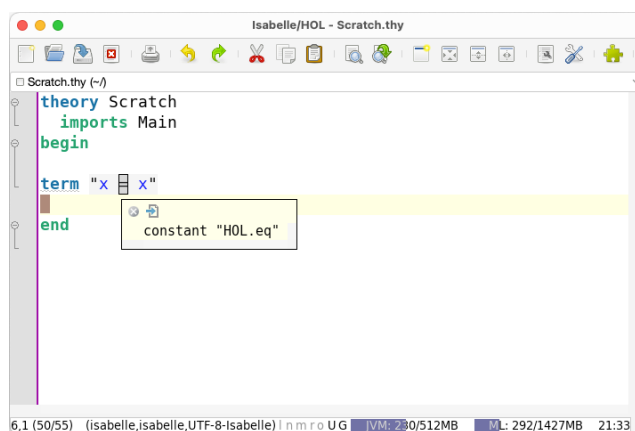 Isabelle/HOL - Scratch.thy
Scratch.thy (~/)
theory Scratch
imports Main
begin
term "x = x"
constant "HOL.eq"
end
6,1 (50/55) (isabelle,isabelle,UTF-8-Isabelle) l n m r o U G JVM: 230/512MB ML: 292/1427MB 21:33